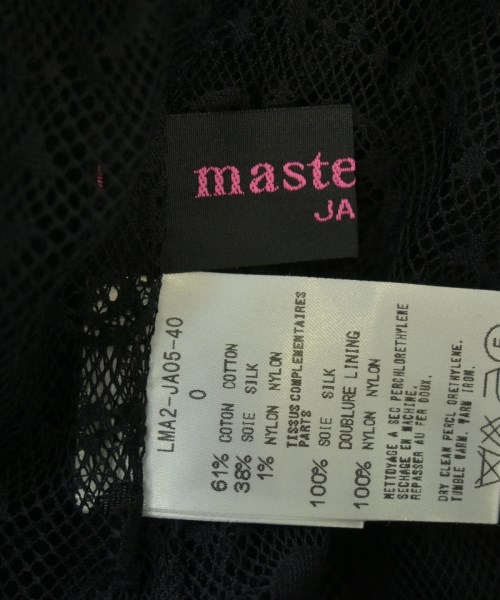 maste
JA
LMA2-JA05-40
0
61% COTON COTTON
38% SOIE SILK
1% NYLON NYLON
TISSUS COMPLEMENTAIRES
PARTS
100% SOIE SILK
DOUBLURE LINING
100% NYLON NYLON
NETTOYAGE A SEC PERCHLORETHYLENE
SECHAGE EN MACHINE.
REPASSER AU FER DOUX.
DRY CLEAN PERCL ORETHYLENE.
TUMBLE WARM. WARM IRON.